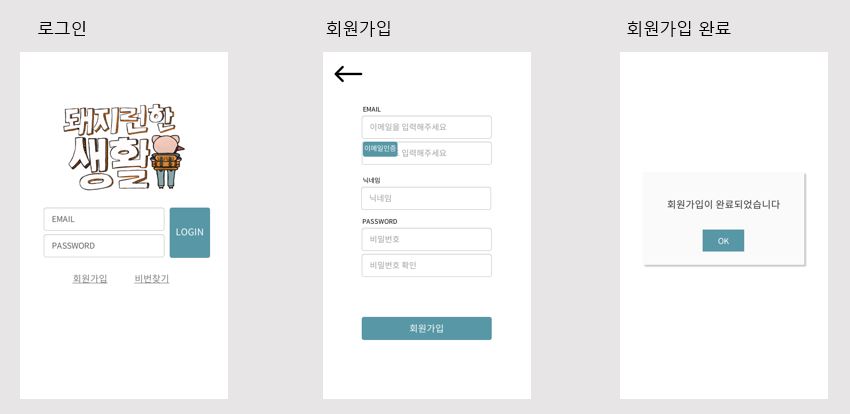 로그인
돼지런한
생활
EMAIL
PASSWORD
LOGIN
회원가입
비번찾기
회원가입
EMAIL
이메일을 입력해주세요
이메일인증
입력해주세요
닉네임
닉네임
PASSWORD
비밀번호
비밀번호 확인
회원가입
회원가입 완료
회원가입이 완료되었습니다
OK